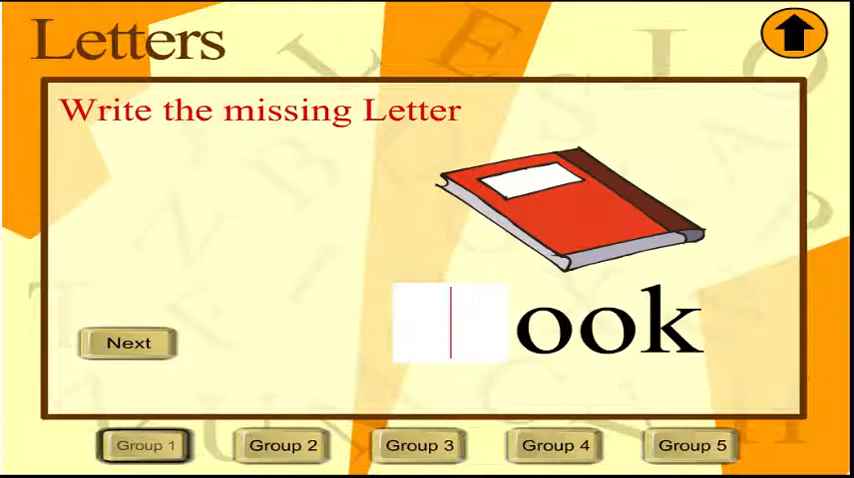 Letters
Write the missing Letter
ook
Next
Group 1
Group 2
Group 3
Group 4
Group 5